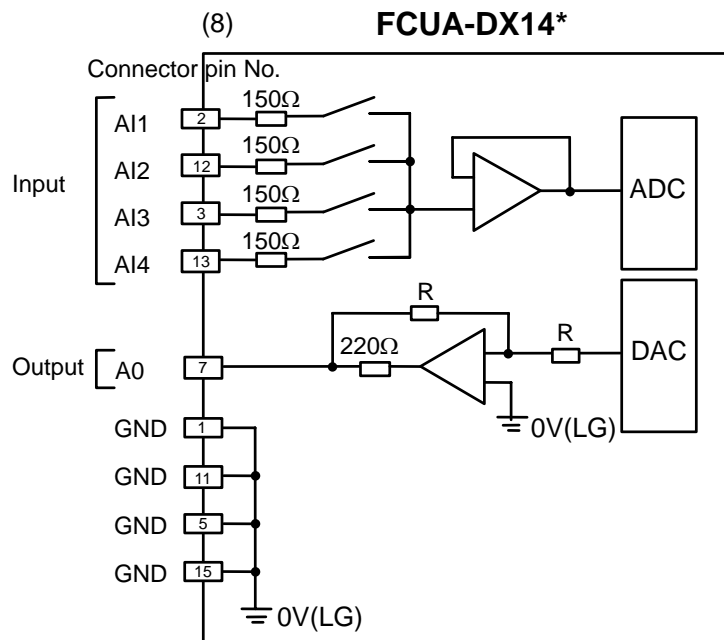 (8) FCUA-DX14*
Connector pin No.
Input
AI1 2 150Ω
AI2 12 150Ω
AI3 3 150Ω
AI4 13 150Ω
ADC
R
R
220Ω
Output A0 7
DAC
0V(LG)
GND 1
GND 11
GND 5
GND 15
0V(LG)